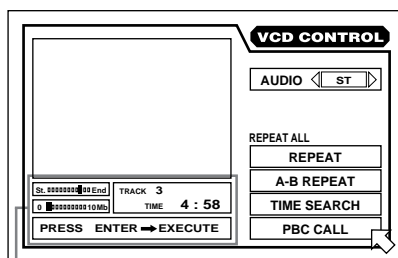 VCD CONTROL
AUDIO ST
REPEAT ALL
REPEAT
A-B REPEAT
TIME SEARCH
PBC CALL
St. End
0 10Mb
TRACK 3
TIME 4 : 58
PRESS ENTER ➡ EXECUTE